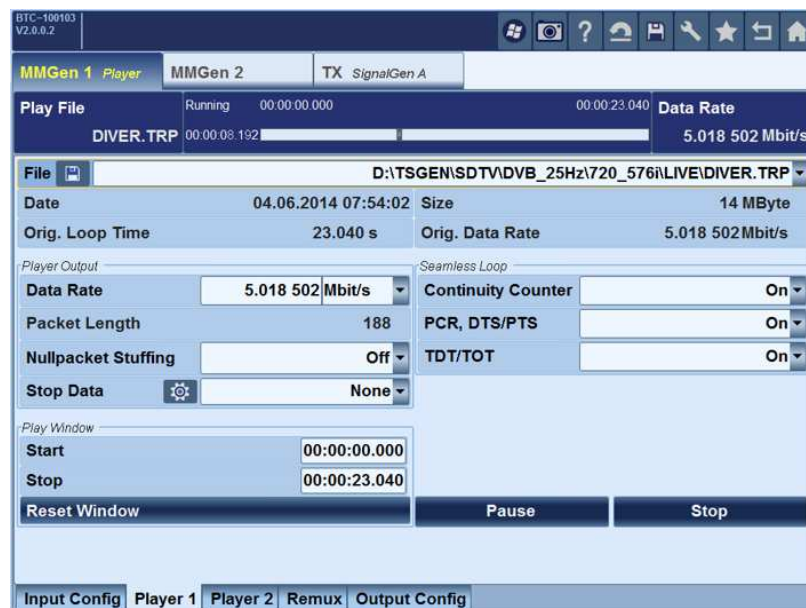 BTC-100103
V2.0.0.2
?
MMGen 1 Player MMGen 2 TX SignalGen A
Play File Running 00:00:00.000 00:00:23.040 Data Rate
DIVER.TRP 00:00:08.192 5.018 502 Mbit/s
File D:\TSGEN\SDTV\DVB_25Hz\720_576i\LIVE\DIVER.TRP
Date 04.06.2014 07:54:02 Size 14 MByte
Orig. Loop Time 23.040 s Orig. Data Rate 5.018 502 Mbit/s
Player Output Seamless Loop
Data Rate 5.018 502 Mbit/s Continuity Counter On
Packet Length 188 PCR, DTS/PTS On
Nullpacket Stuffing Off TDT/TOT On
Stop Data None
Play Window
Start 00:00:00.000
Stop 00:00:23.040
Reset Window Pause Stop
Input Config Player 1 Player 2 Remux Output Config